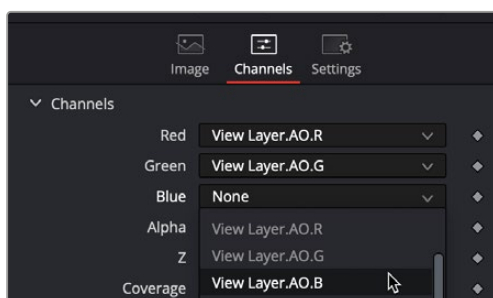 Image Channels Settings
Channels
Red View Layer.AO.R
Green View Layer.AO.G
Blue None
Alpha View Layer.AO.R
Z View Layer.AO.G
Coverage View Layer.AO.B